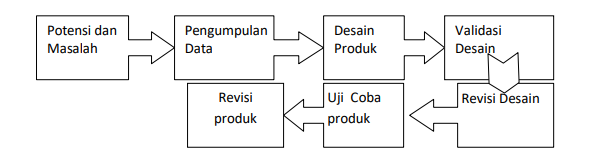 Potensi dan
Masalah
Pengumpulan
Data
Desain
Produk
Validasi
Desain
Revisi Desain
Uji Coba
produk
Revisi
produk